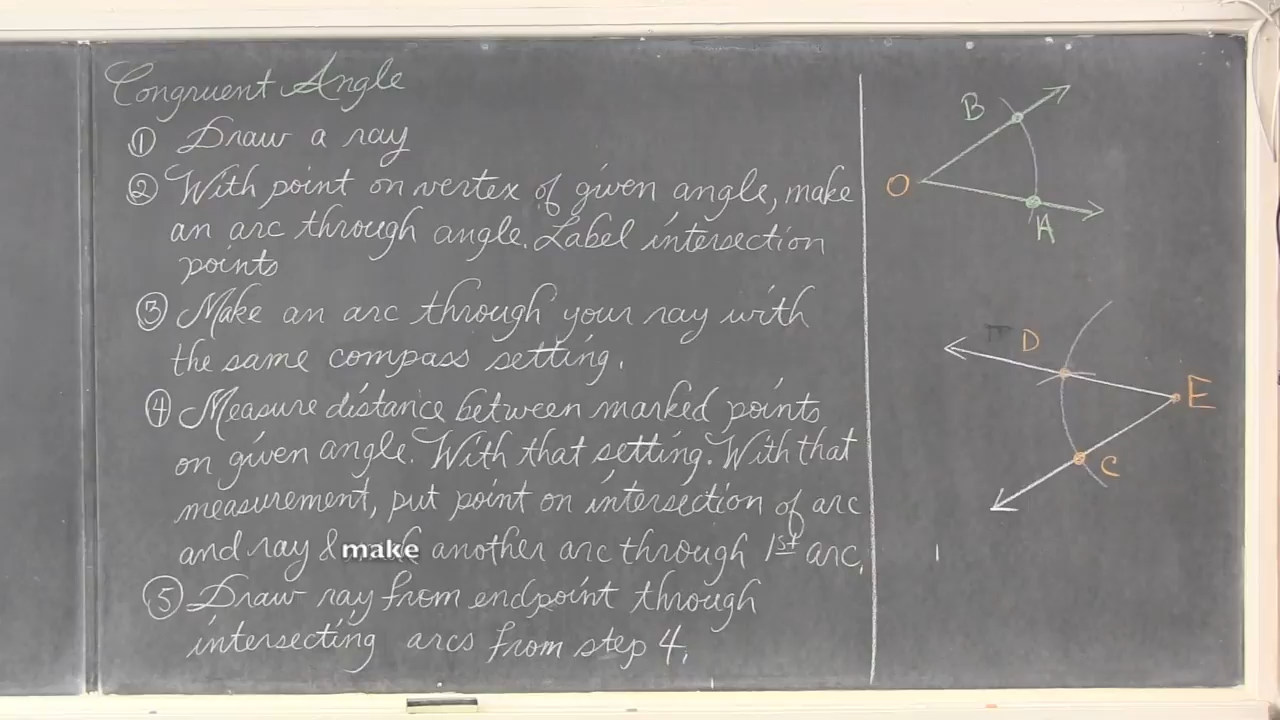 Congruent Angle
① Draw a ray
② With point on vertex of given angle, make
an arc through angle. Label intersection
points
③ Make an arc through your ray with
the same compass setting.
④ Measure distance between marked points
on given angle. With that setting. With that
measurement, put point on intersection of arc
and ray & make another arc through 1st arc.
⑤ Draw ray from endpoint through
intersecting arcs from step 4.
B
O
A
D
E
C